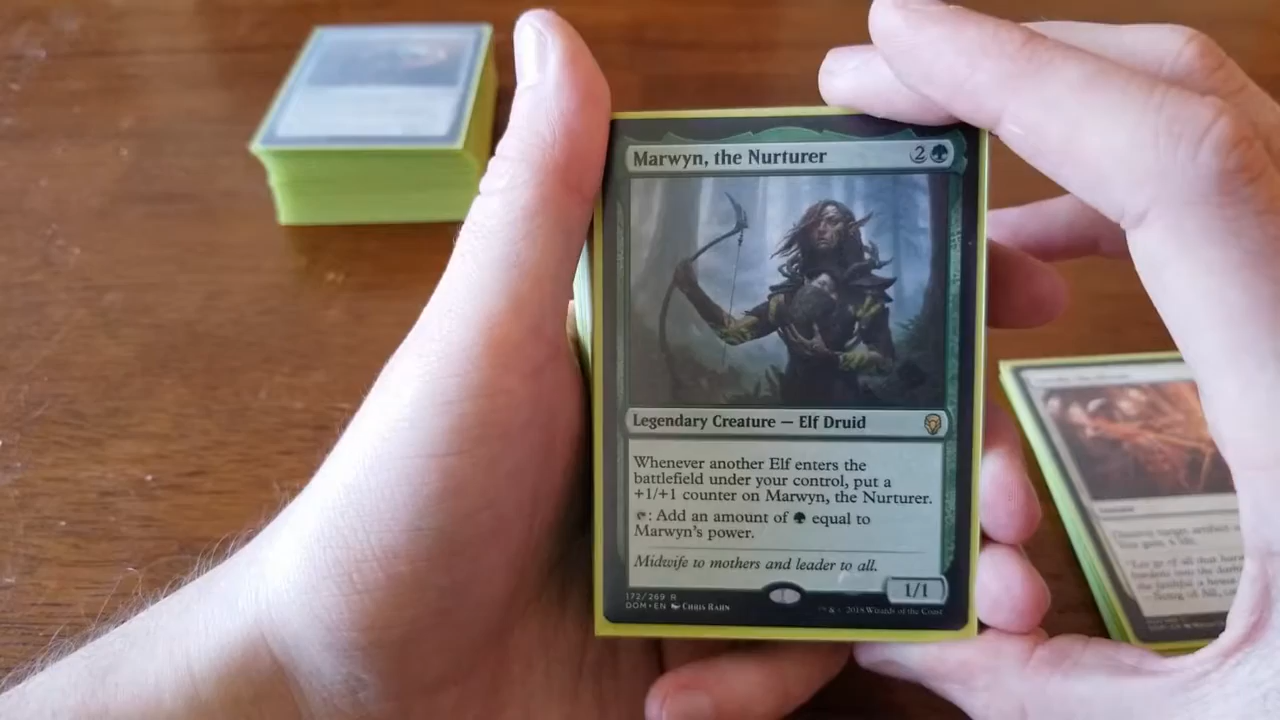 Marwyn, the Nurturer 2
Legendary Creature — Elf Druid
Whenever another Elf enters the
battlefield under your control, put a
+1/+1 counter on Marwyn, the Nurturer.
: Add an amount of equal to
Marwyn's power.
Midwife to mothers and leader to all.
1/1
172/269 R
DOM • EN Chris Rahn
™ & © 2018 Wizards of the Coast